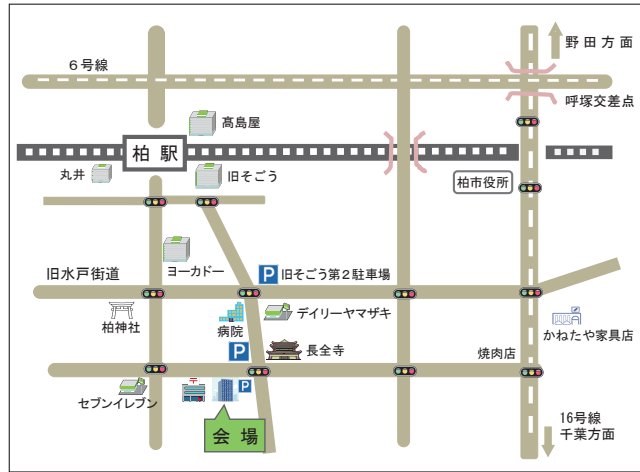 野田方面
6号線
呼塚交差点
髙島屋
柏駅
丸井
旧そごう
柏市役所
ヨーカドー
旧水戸街道
P
旧そごう第2駐車場
柏神社
病院
デイリーヤマザキ
かねたや家具店
P
長全寺
焼肉店
セブンイレブン
〒
P
会場
16号線
千葉方面